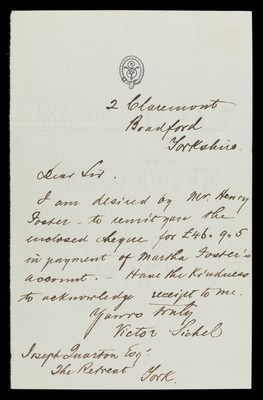 2 Claremont
Bradford
Yorkshire.
Dear Sir.
I am desired by Mr. Henry
Foster - to remit you the
enclosed cheque for £46. 9. 5
in payment of Martha Foster's
account. - Have the Kindness
to acknowledge receipt to me.
Yours truly
Victor Sichel
Joseph Quarton Esqr.
The Retreat York.